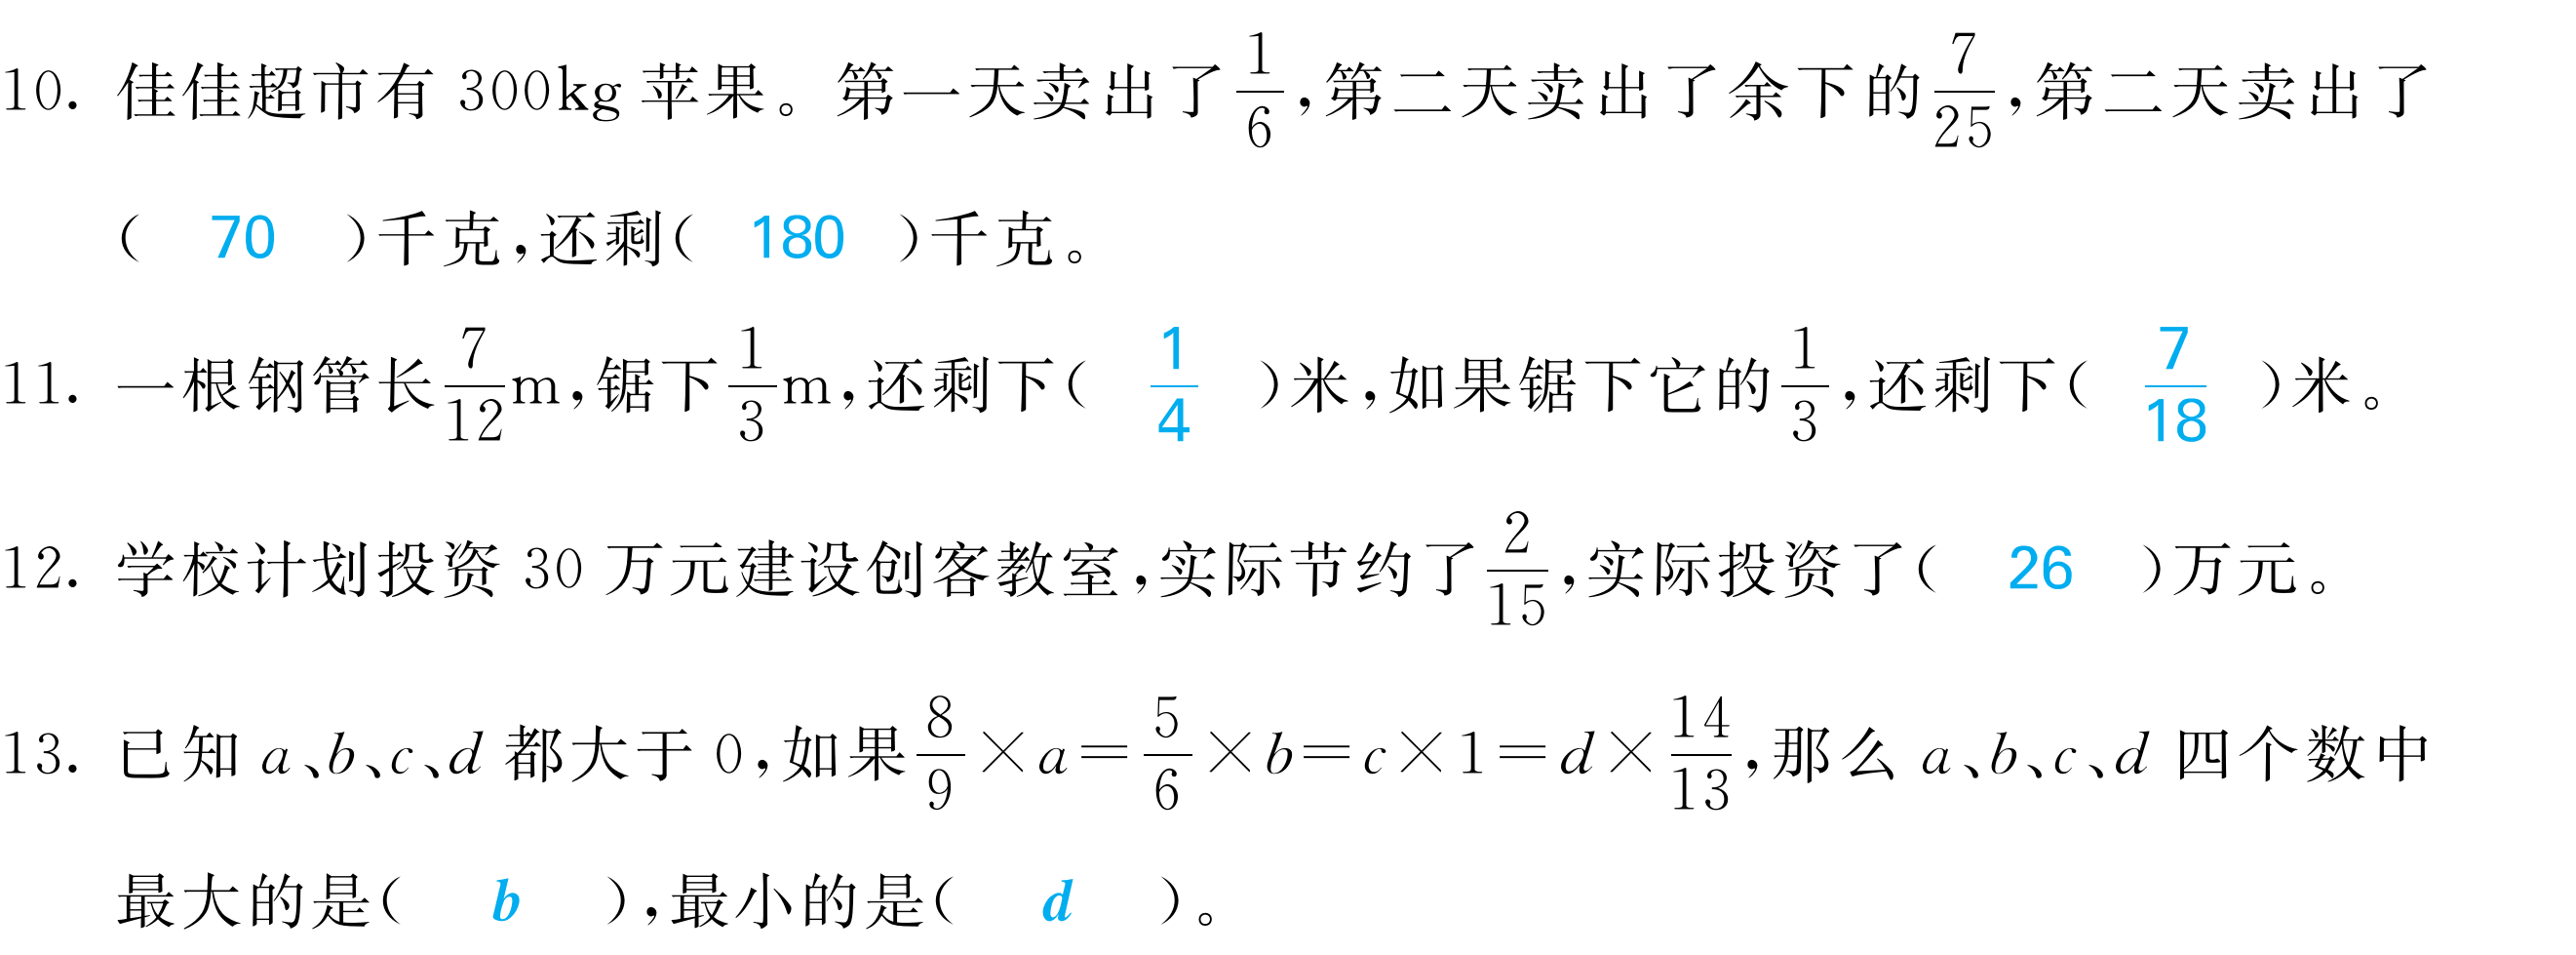 10. 佳佳超市有 300kg 苹果。第一天卖出了1/6,第二天卖出了余下的7/25,第二天卖出了
( 70 )千克,还剩( 180 )千克。
11. 一根钢管长7/12m,锯下1/3m,还剩下( 1/4 )米,如果锯下它的1/3,还剩下( 7/18 )米。
12. 学校计划投资 30 万元建设创客教室,实际节约了2/15,实际投资了( 26 )万元。
13. 已知 a、b、c、d 都大于 0,如果8/9×a=5/6×b=c×1=d×14/13,那么 a、b、c、d 四个数中
最大的是( b ),最小的是( d )。